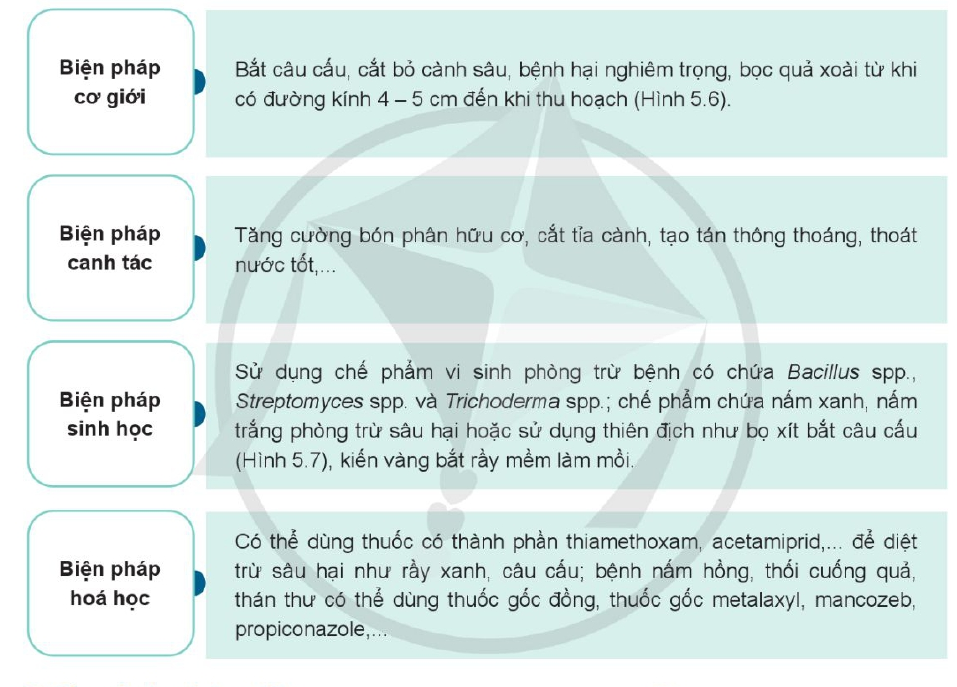 Biện pháp
cơ giới
Bắt câu cấu, cắt bỏ cành sâu, bệnh hại nghiêm trọng, bọc quả xoài từ khi
có đường kính 4 – 5 cm đến khi thu hoạch (Hình 5.6).
Biện pháp
canh tác
Tăng cường bón phân hữu cơ, cắt tỉa cành, tạo tán thông thoáng, thoát
nước tốt,...
Biện pháp
sinh học
Sử dụng chế phẩm vi sinh phòng trừ bệnh có chứa Bacillus spp.,
Streptomyces spp. và Trichoderma spp.; chế phẩm chứa nấm xanh, nấm
trắng phòng trừ sâu hại hoặc sử dụng thiên địch như bọ xít bắt câu cấu
(Hình 5.7), kiến vàng bắt rầy mềm làm mồi.
Biện pháp
hoá học
Có thể dùng thuốc có thành phần thiamethoxam, acetamiprid,... để diệt
trừ sâu hại như rầy xanh, câu cấu; bệnh nấm hồng, thối cuống quả,
thán thư có thể dùng thuốc gốc đồng, thuốc gốc metalaxyl, mancozeb,
propiconazole,...